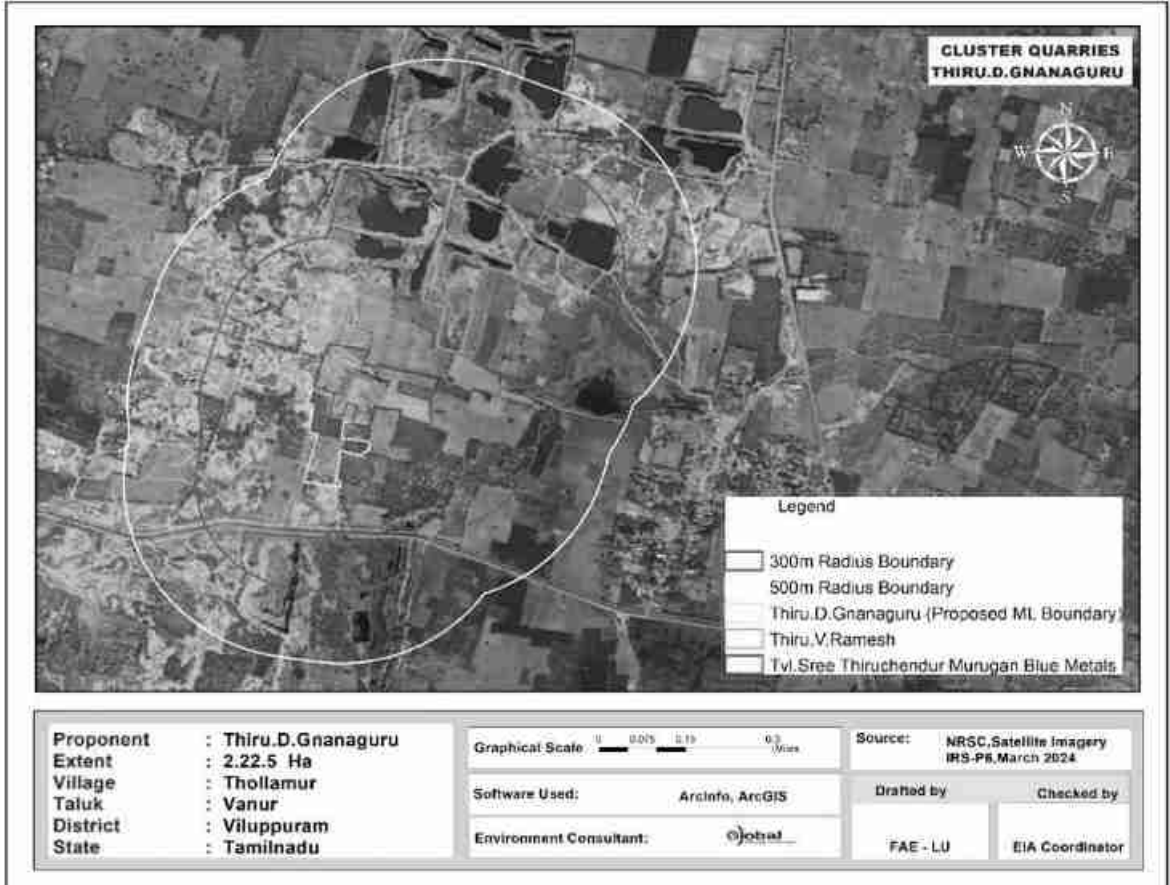 CLUSTER QUARRIES
THIRU.D.GNANAGURU
N
W E
S
Legend
300m Radius Boundary
500m Radius Boundary
Thiru.D.Gnanaguru (Proposed ML Boundary)
Thiru.V.Ramesh
Tvl.Sree Thiruchendur Murugan Blue Metals
Proponent : Thiru.D.Gnanaguru
Extent : 2.22.5 Ha
Village : Thollamur
Taluk : Vanur
District : Viluppuram
State : Tamilnadu
Graphical Scale 0 0.075 0.15 0.3
Miles
Software Used: ArcInfo, ArcGIS
Environment Consultant: Global
Source: NRSC,Satellite Imagery
IRS-P6,March 2024
Drafted by Checked by
FAE - LU EIA Coordinator